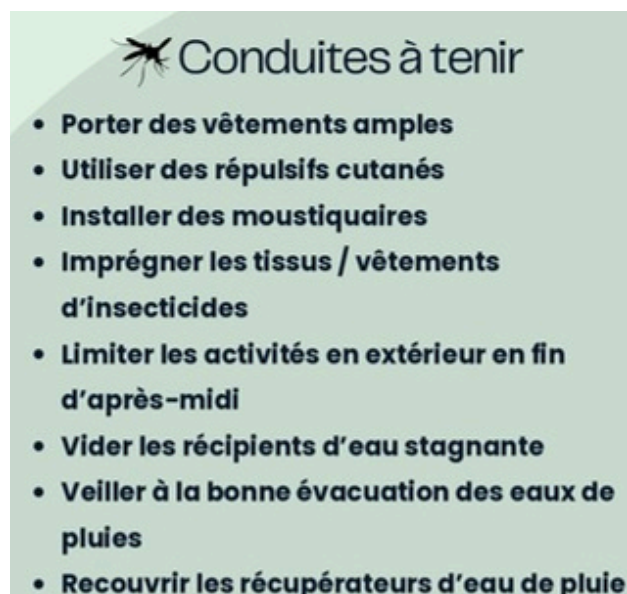 Conduites à tenir
• Porter des vêtements amples
• Utiliser des répulsifs cutanés
• Installer des moustiquaires
• Imprégner les tissus / vêtements
d'insecticides
• Limiter les activités en extérieur en fin
d'après-midi
• Vider les récipients d'eau stagnante
• Veiller à la bonne évacuation des eaux de
pluies
• Recouvrir les récupérateurs d'eau de pluie